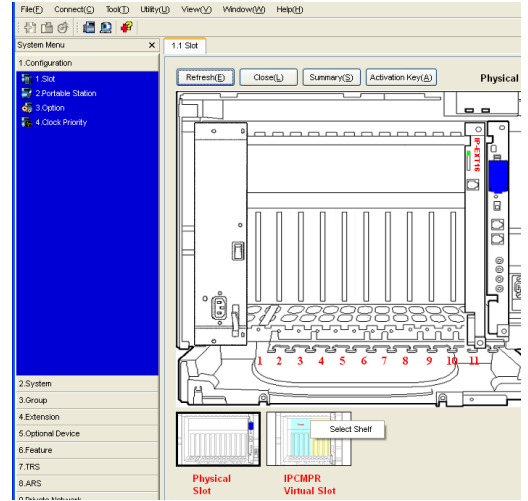 File(F) Connect(C) Tool(T) Utility(U) View(V) Window(W) Help(H)
System Menu X
1.1 Slot
1.Configuration
1.Slot
2.Portable Station
3.Option
4.Clock Priority
Refresh(E) Close(L) Summary(S) Activation Key(A) Physical
IP-EXT16
1 2 3 4 5 6 7 8 9 10 11
2.System
3.Group
4.Extension
5.Optional Device
6.Feature
7.TRS
8.ARS
9.Private Network
Select Shelf
Physical
Slot
IPCMPR
Virtual Slot